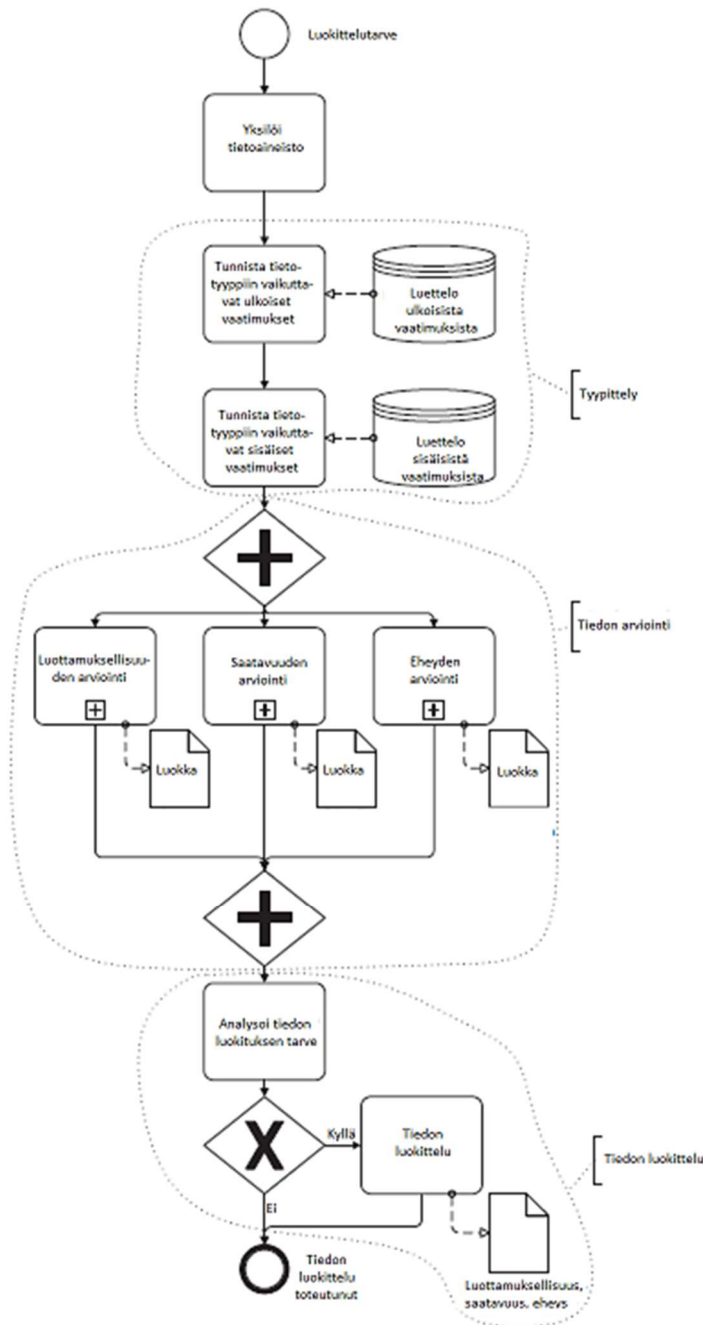 Luokittelutarve
Yksilöi
tietoaineisto
Tunnista tieto-
tyyppiin vaikutta-
vat ulkoiset
vaatimukset
Luettelo
ulkoisista
vaatimuksista
Tyypittely
Tunnista tieto-
tyyppiin vaikutta-
vat sisäiset
vaatimukset
Luettelo
sisäisistä
vaatimuksista
Tiedon arviointi
Luottamuksellisuu-
den arviointi
Saatavuuden
arviointi
Eheyden
arviointi
Luokka
Luokka
Luokka
Analysoi tiedon
luokituksen tarve
X
Kyllä
Tiedon
luokittelu
Tiedon luokittelu
Ei
Tiedon
luokittelu
toteutunut
Luottamuksellisuus,
saatavuus, eheys